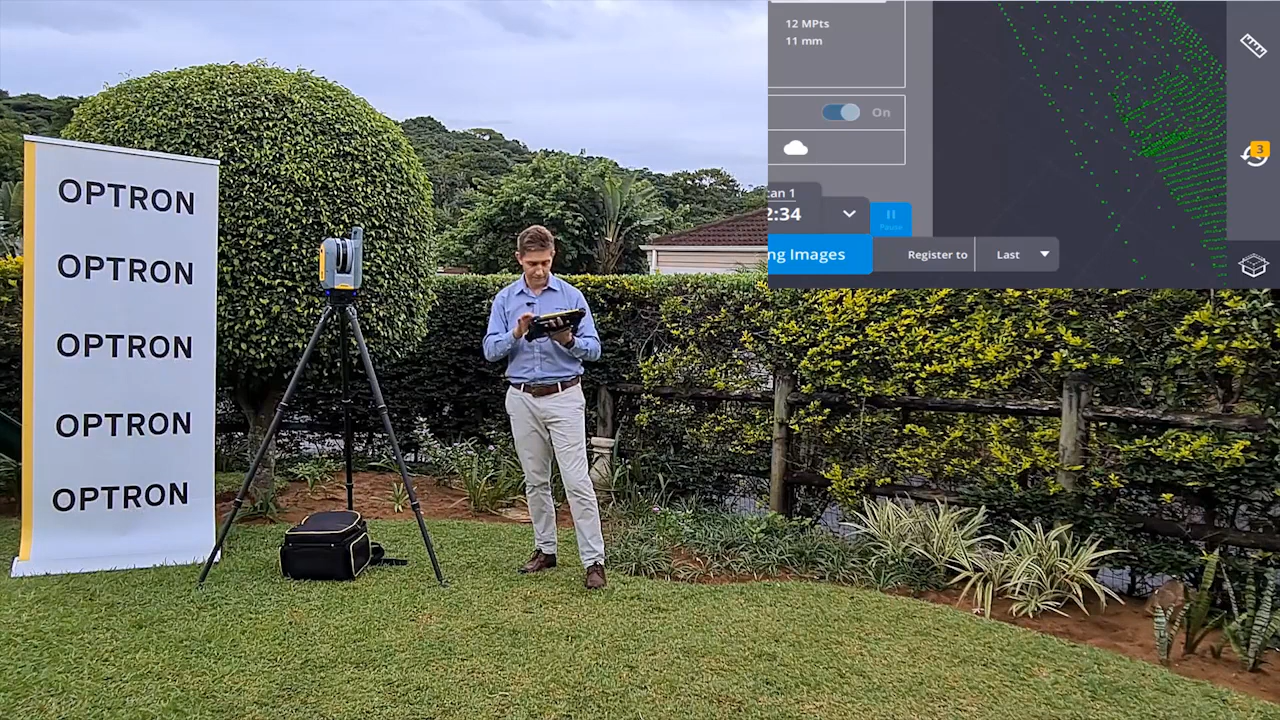 OPTRON
OPTRON
OPTRON
OPTRON
OPTRON
12 MPts
11 mm
On
an 1
2:34
Pause
ng Images
Register to
Last
3